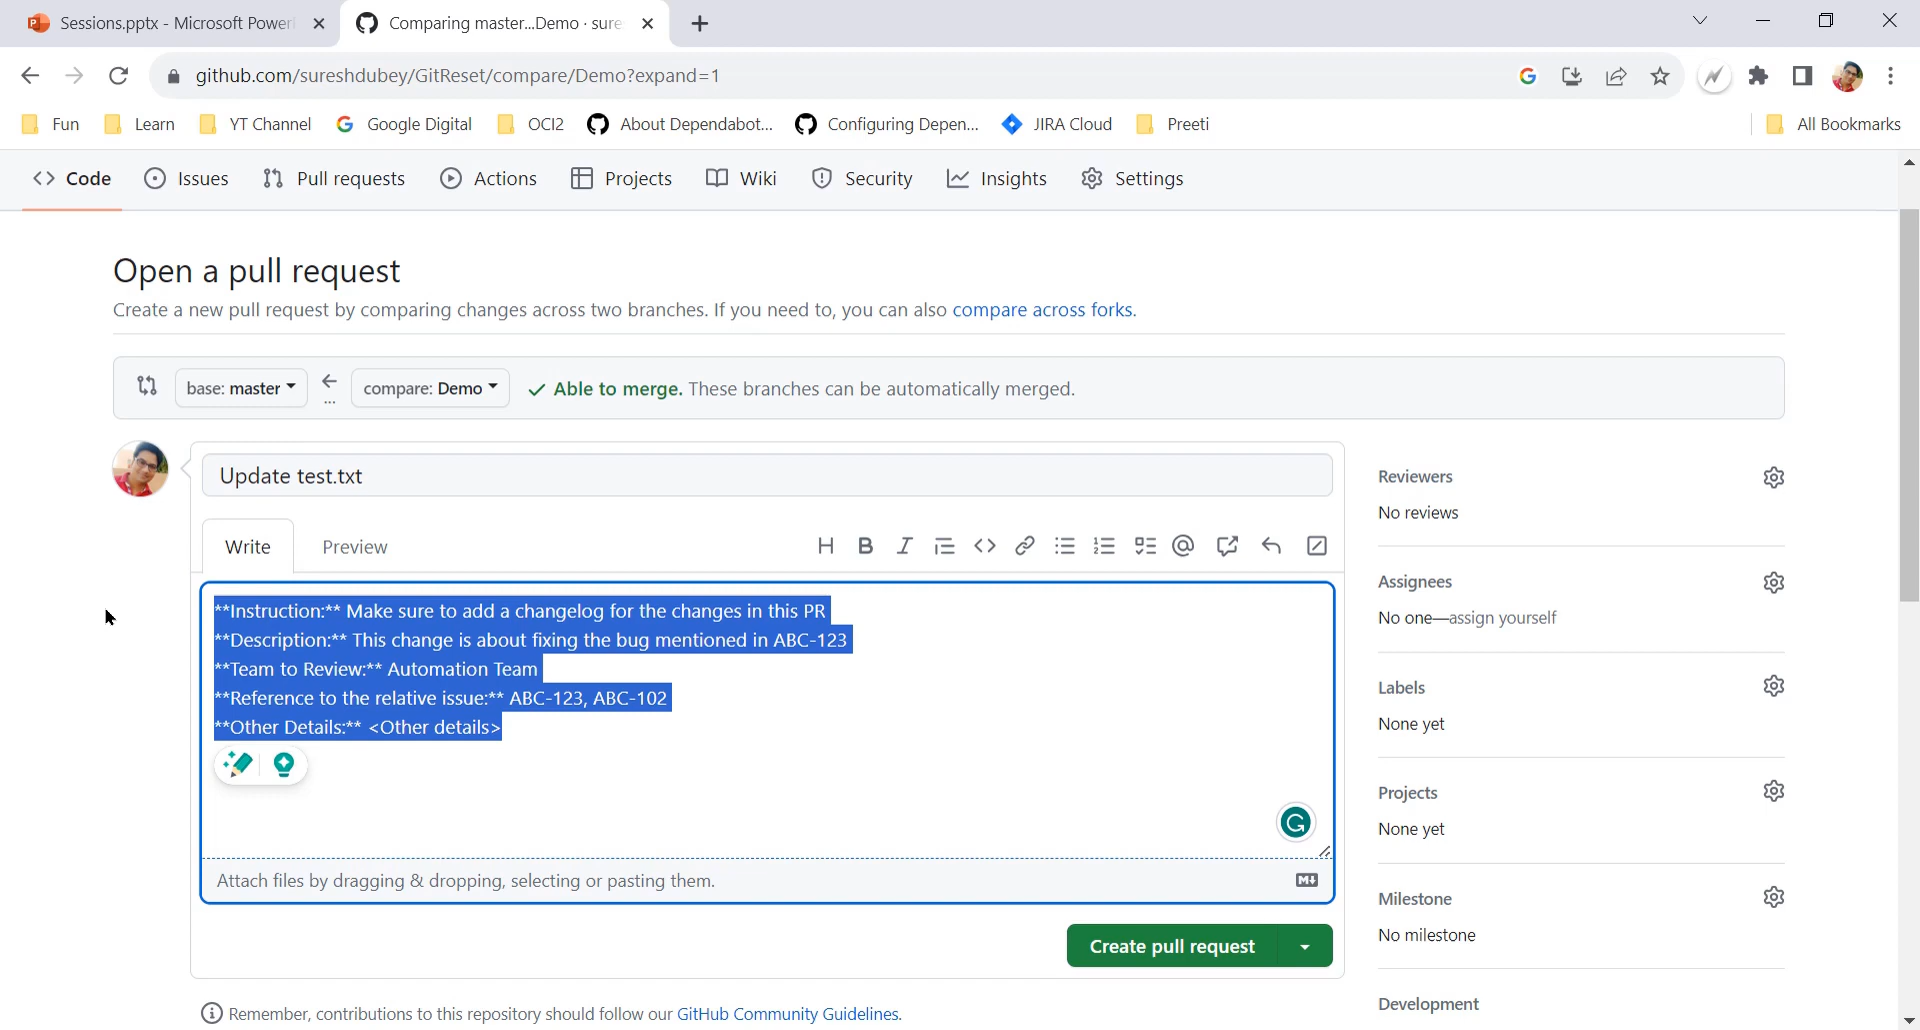 Sessions.pptx - Microsoft Power
Comparing master...Demo · sure
github.com/sureshdubey/GitReset/compare/Demo?expand=1
Fun
Learn
YT Channel
Google Digital
OCI2
About Dependabot...
Configuring Depen...
JIRA Cloud
Preeti
All Bookmarks
Code
Issues
Pull requests
Actions
Projects
Wiki
Security
Insights
Settings
Open a pull request
Create a new pull request by comparing changes across two branches. If you need to, you can also compare across forks.
base: master
compare: Demo
Able to merge. These branches can be automatically merged.
Update test.txt
Write
Preview
**Instruction:** Make sure to add a changelog for the changes in this PR
**Description:** This change is about fixing the bug mentioned in ABC-123
**Team to Review:** Automation Team
**Reference to the relative issue:** ABC-123, ABC-102
**Other Details:** <Other details>
Attach files by dragging & dropping, selecting or pasting them.
Create pull request
Remember, contributions to this repository should follow our GitHub Community Guidelines.
Reviewers
No reviews
Assignees
No one—assign yourself
Labels
None yet
Projects
None yet
Milestone
No milestone
Development